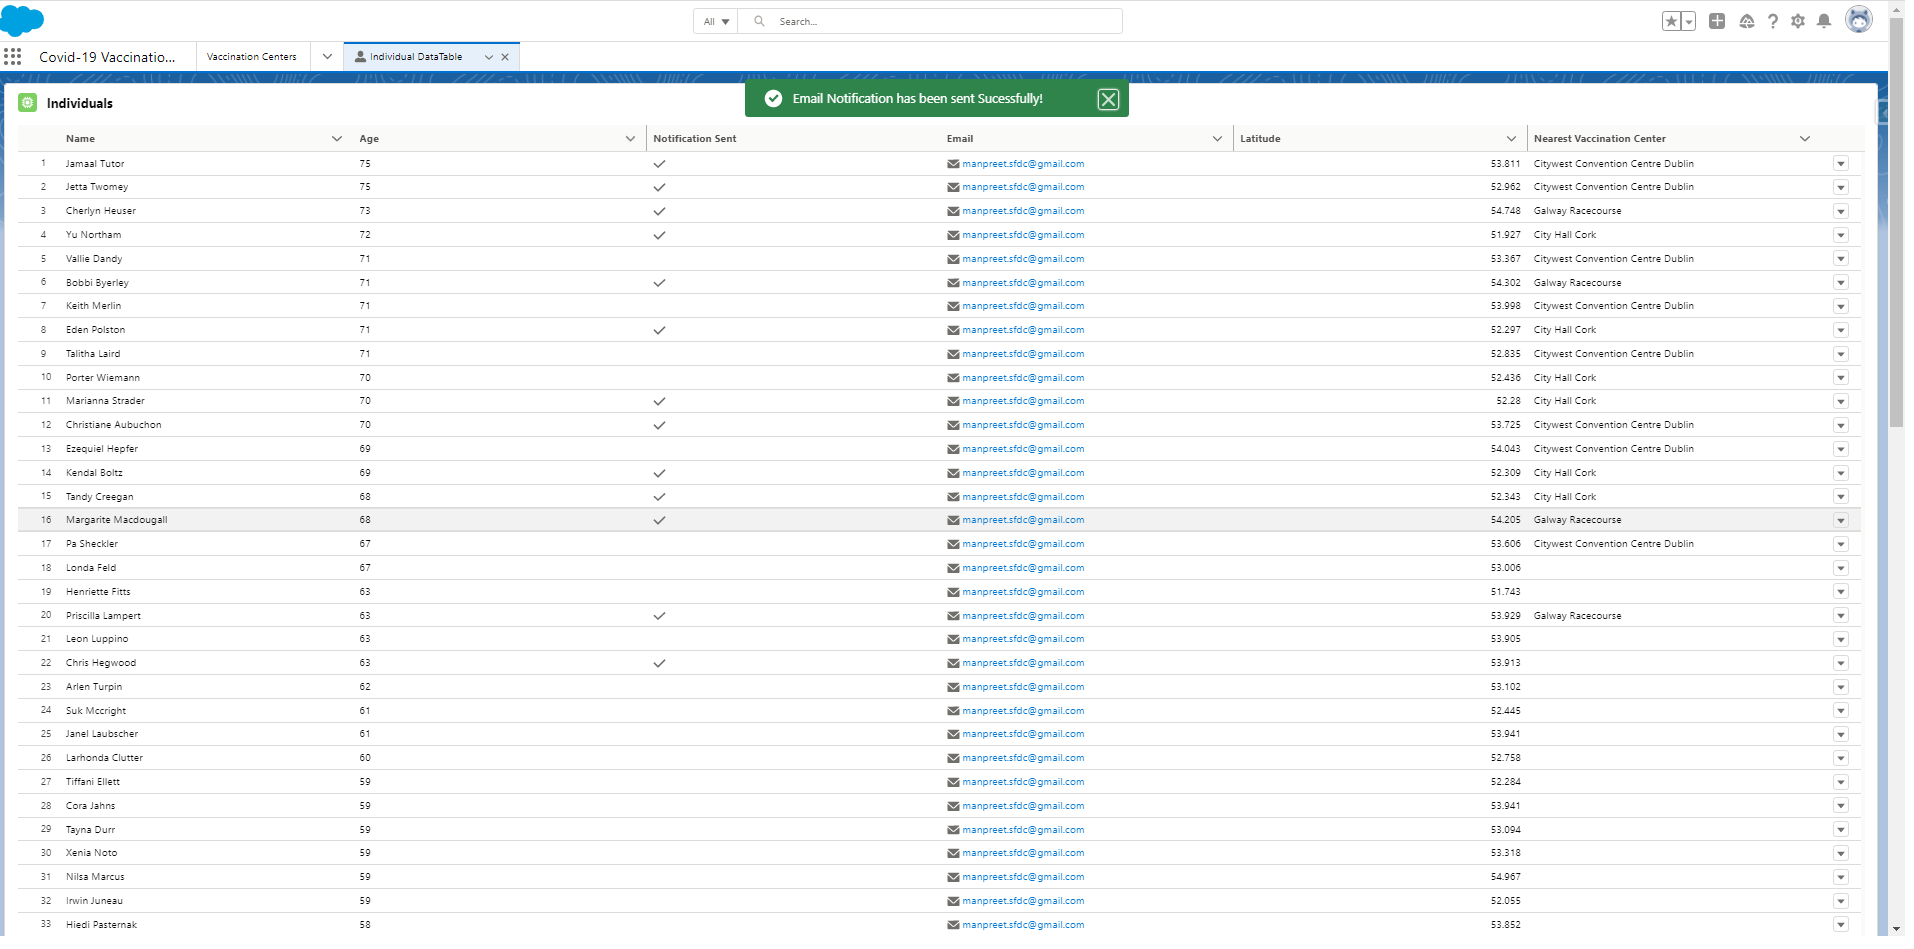 All Search...
Covid-19 Vaccinatio... Vaccination Centers Individual DataTable
Individuals
Email Notification has been sent Sucessfully!
Name Age Notification Sent Email Latitude Nearest Vaccination Center
1 Jamaal Tutor 75 manpreet.sfdc@gmail.com 53.811 Citywest Convention Centre Dublin
2 Jetta Twomey 75 manpreet.sfdc@gmail.com 52.962 Citywest Convention Centre Dublin
3 Cherlyn Heuser 73 manpreet.sfdc@gmail.com 54.748 Galway Racecourse
4 Yu Northam 72 manpreet.sfdc@gmail.com 51.927 City Hall Cork
5 Vallie Dandy 71 manpreet.sfdc@gmail.com 53.367 Citywest Convention Centre Dublin
6 Bobbi Byerley 71 manpreet.sfdc@gmail.com 54.302 Galway Racecourse
7 Keith Merlin 71 manpreet.sfdc@gmail.com 53.998 Citywest Convention Centre Dublin
8 Eden Polston 71 manpreet.sfdc@gmail.com 52.297 City Hall Cork
9 Talitha Laird 71 manpreet.sfdc@gmail.com 52.835 Citywest Convention Centre Dublin
10 Porter Wiemann 70 manpreet.sfdc@gmail.com 52.436 City Hall Cork
11 Marianna Strader 70 manpreet.sfdc@gmail.com 52.28 City Hall Cork
12 Christiane Aubuchon 70 manpreet.sfdc@gmail.com 53.725 Citywest Convention Centre Dublin
13 Ezequiel Hepfer 69 manpreet.sfdc@gmail.com 54.043 Citywest Convention Centre Dublin
14 Kendal Boltz 69 manpreet.sfdc@gmail.com 52.309 City Hall Cork
15 Tandy Creegan 68 manpreet.sfdc@gmail.com 52.343 City Hall Cork
16 Margarite Macdougall 68 manpreet.sfdc@gmail.com 54.205 Galway Racecourse
17 Pa Sheckler 67 manpreet.sfdc@gmail.com 53.606 Citywest Convention Centre Dublin
18 Londa Feld 67 manpreet.sfdc@gmail.com 53.006
19 Henriette Fitts 63 manpreet.sfdc@gmail.com 51.743
20 Priscilla Lampert 63 manpreet.sfdc@gmail.com 53.929 Galway Racecourse
21 Leon Luppino 63 manpreet.sfdc@gmail.com 53.905
22 Chris Hegwood 63 manpreet.sfdc@gmail.com 53.913
23 Arlen Turpin 62 manpreet.sfdc@gmail.com 53.102
24 Suk Mccright 61 manpreet.sfdc@gmail.com 52.445
25 Janel Laubscher 61 manpreet.sfdc@gmail.com 53.941
26 Larhonda Clutter 60 manpreet.sfdc@gmail.com 52.758
27 Tiffani Ellett 59 manpreet.sfdc@gmail.com 52.284
28 Cora Jahns 59 manpreet.sfdc@gmail.com 53.941
29 Tayna Durr 59 manpreet.sfdc@gmail.com 53.094
30 Xenia Noto 59 manpreet.sfdc@gmail.com 53.318
31 Nilsa Marcus 59 manpreet.sfdc@gmail.com 54.967
32 Irwin Juneau 59 manpreet.sfdc@gmail.com 52.055
33 Hiedi Pasternak 58 manpreet.sfdc@gmail.com 53.852